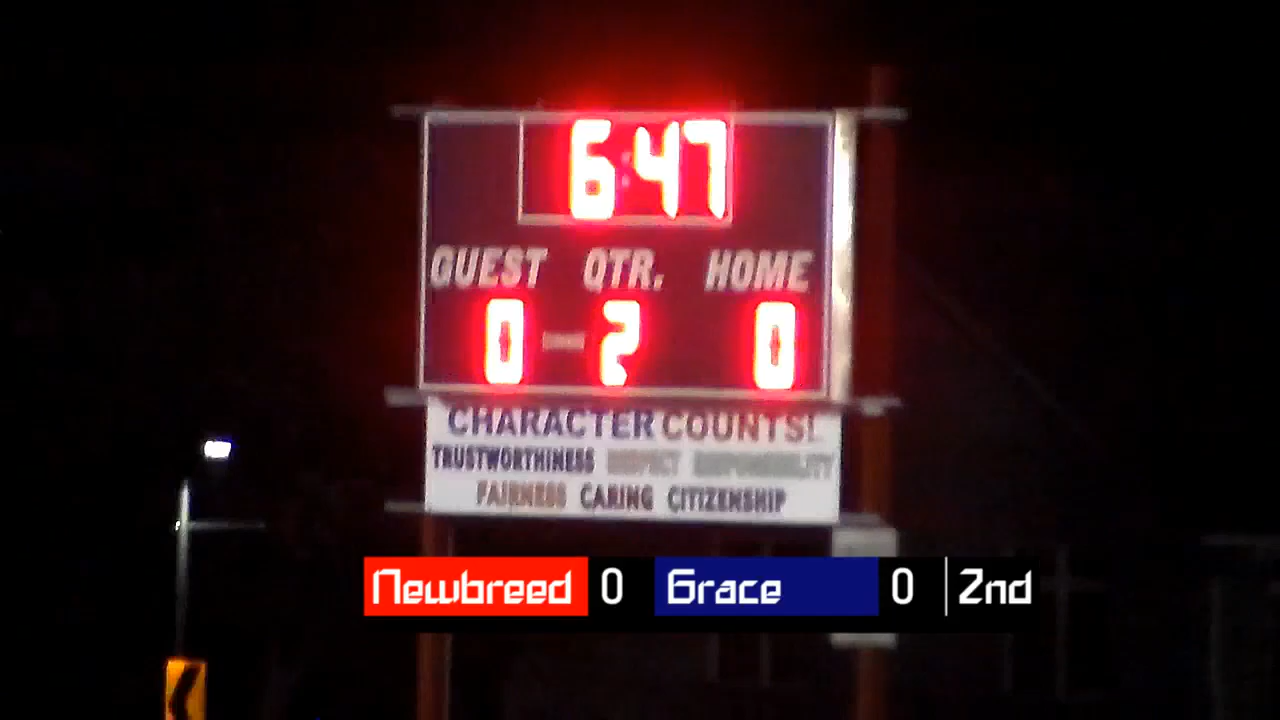 6:47
GUEST QTR. HOME
0 2 0
CHARACTER COUNTS!
TRUSTWORTHINESS RESPECT RESPONSIBILITY
FAIRNESS CARING CITIZENSHIP
Newbreed 0 Grace 0 2nd